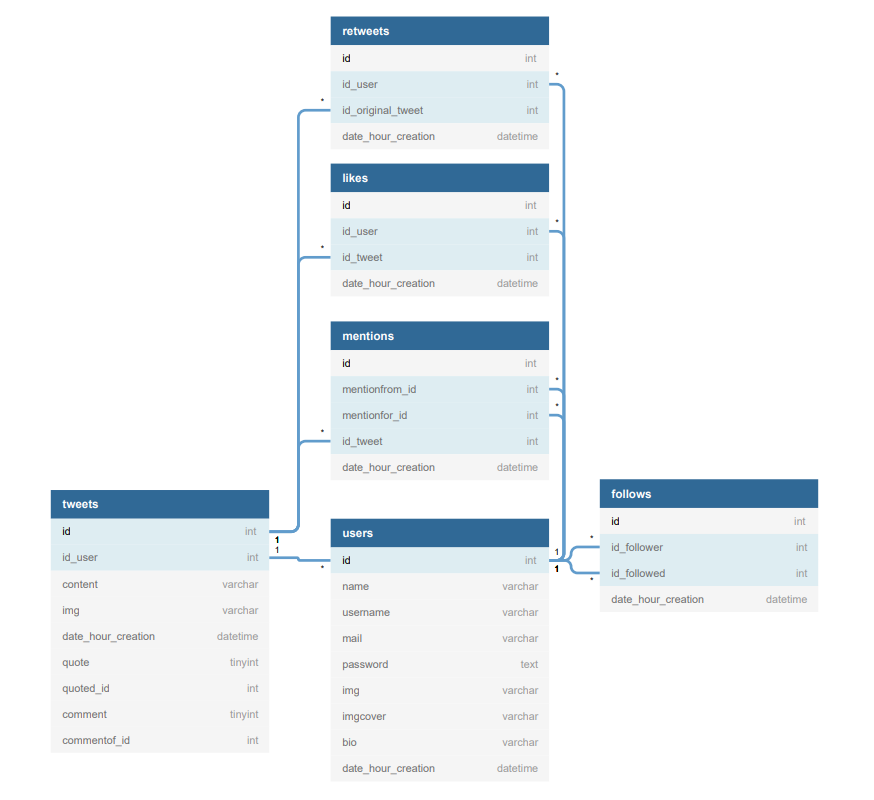 retweets
id int
id_user int
id_original_tweet int
date_hour_creation datetime
likes
id int
id_user int
id_tweet int
date_hour_creation datetime
mentions
id int
mentionfrom_id int
mentionfor_id int
id_tweet int
date_hour_creation datetime
tweets
id int
id_user int
content varchar
img varchar
date_hour_creation datetime
quote tinyint
quoted_id int
comment tinyint
commentof_id int
users
id int
name varchar
username varchar
mail varchar
password text
img varchar
imgcover varchar
bio varchar
date_hour_creation datetime
follows
id int
id_follower int
id_followed int
date_hour_creation datetime
*
*
*
*
*
*
*
1
1
*
1
1
*
*